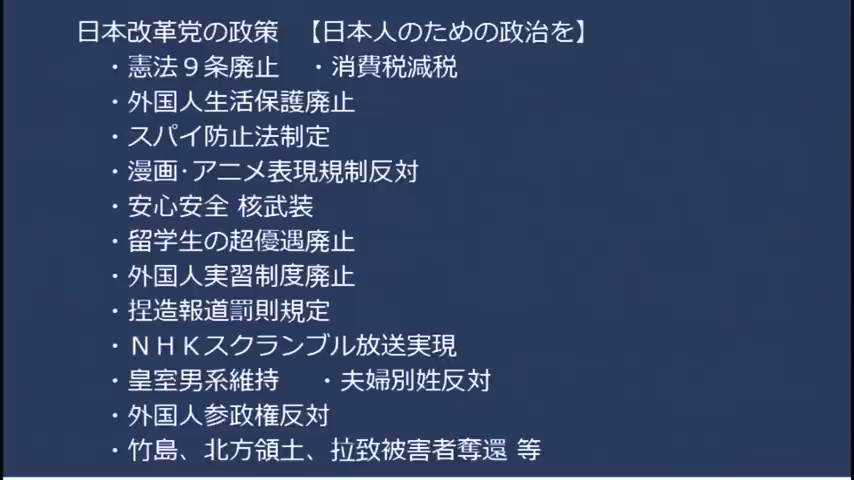 日本改革党の政策 【日本人のための政治を】
・憲法９条廃止 ・消費税減税
・外国人生活保護廃止
・スパイ防止法制定
・漫画･アニメ表現規制反対
・安心安全 核武装
・留学生の超優遇廃止
・外国人実習制度廃止
・捏造報道罰則規定
・ＮＨＫスクランブル放送実現
・皇室男系維持 ・夫婦別姓反対
・外国人参政権反対
・竹島、北方領土、拉致被害者奪還 等